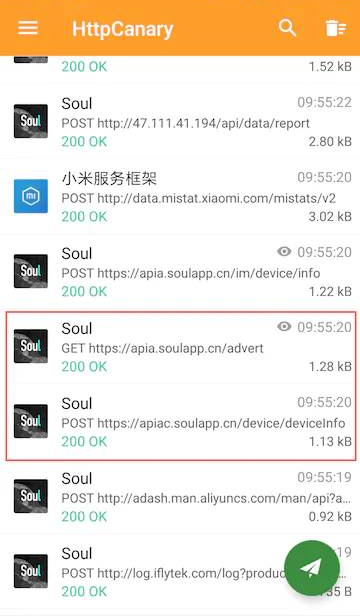 HttpCanary
200 OK
1.52 kB
Soul
Soul
09:55:22
POST http://47.111.41.194/api/data/report
200 OK
2.80 kB
小米服务框架
09:55:20
POST http://data.mistat.xiaomi.com/mistats/v2
200 OK
3.02 kB
Soul
Soul
09:55:20
POST https://apia.soulapp.cn/im/device/info
200 OK
1.22 kB
Soul
Soul
09:55:20
GET https://apia.soulapp.cn/advert
200 OK
1.28 kB
Soul
Soul
09:55:20
POST https://apiac.soulapp.cn/device/deviceInfo
200 OK
1.13 kB
Soul
Soul
09:55:19
POST http://adash.man.aliyuncs.com/man/api?a...
200 OK
0.92 kB
Soul
Soul
POST http://log.iflytek.com/log?produc
200 OK